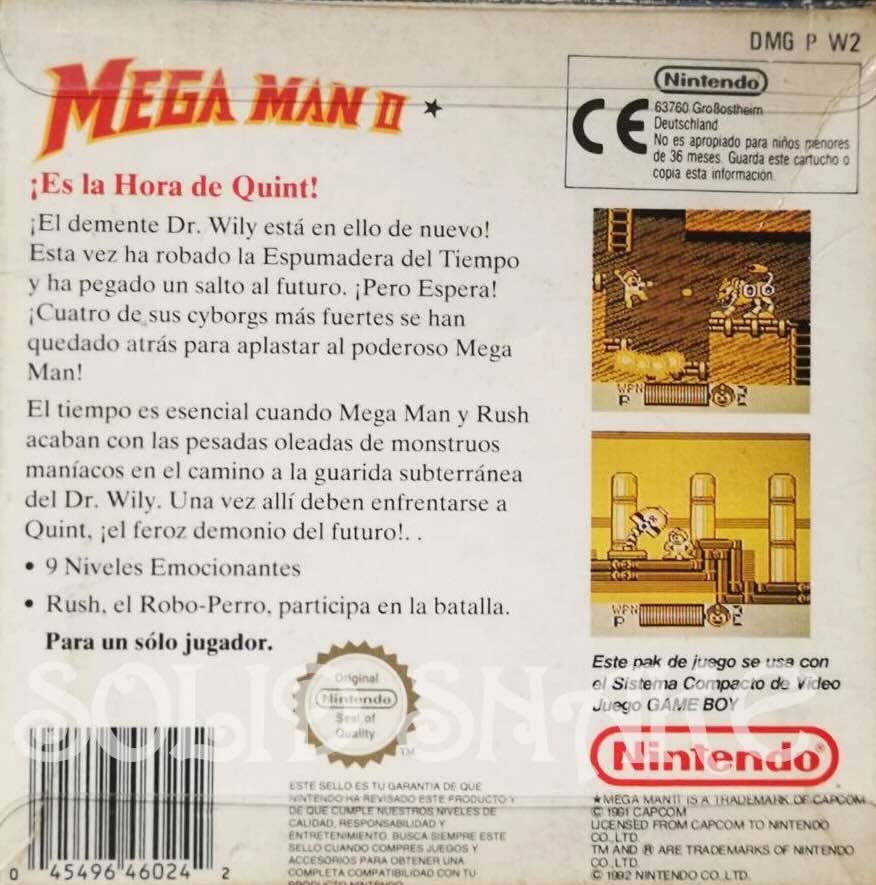 DMG P W2
MEGA MAN II ★
Nintendo
CE
63760 Großostheim
Deutschland
No es apropiado para niños menores
de 36 meses. Guarda este cartucho o
copia esta información.
¡Es la Hora de Quint!
¡El demente Dr. Wily está en ello de nuevo!
Esta vez ha robado la Espumadera del Tiempo
y ha pegado un salto al futuro. ¡Pero Espera!
¡Cuatro de sus cyborgs más fuertes se han
quedado atrás para aplastar al poderoso Mega
Man!
El tiempo es esencial cuando Mega Man y Rush
acaban con las pesadas oleadas de monstruos
maníacos en el camino a la guarida subterránea
del Dr. Wily. Una vez allí deben enfrentarse a
Quint, ¡el feroz demonio del futuro!. .
• 9 Niveles Emocionantes
• Rush, el Robo-Perro, participa en la batalla.
Para un sólo jugador.
WPN
P 2
WPN
P 2
Este pak de juego se usa con
el Sistema Compacto de Video
Juego GAME BOY
Original
Nintendo
Seal of
Quality
TM
SOLID SNAKE
Nintendo®
ESTE SELLO ES TU GARANTIA DE QUE
NINTENDO HA REVISADO ESTE PRODUCTO Y
DE QUE CUMPLE NUESTROS NIVELES DE
CALIDAD, RESPONSABILIDAD Y
ENTRETENIMIENTO. BUSCA SIEMPRE ESTE
SELLO CUANDO COMPRES JUEGOS Y
ACCESORIOS PARA OBTENER UNA
COMPLETA COMPATIBILIDAD CON TU
PRODUCTO NINTENDO
★MEGA MAN II IS A TRADEMARK OF CAPCOM
© 1991 CAPCOM
LICENSED FROM CAPCOM TO NINTENDO
CO.,LTD.
TM AND ® ARE TRADEMARKS OF NINTENDO
CO.,LTD.
© 1992 NINTENDO CO.,LTD.
0 45496 46024 2